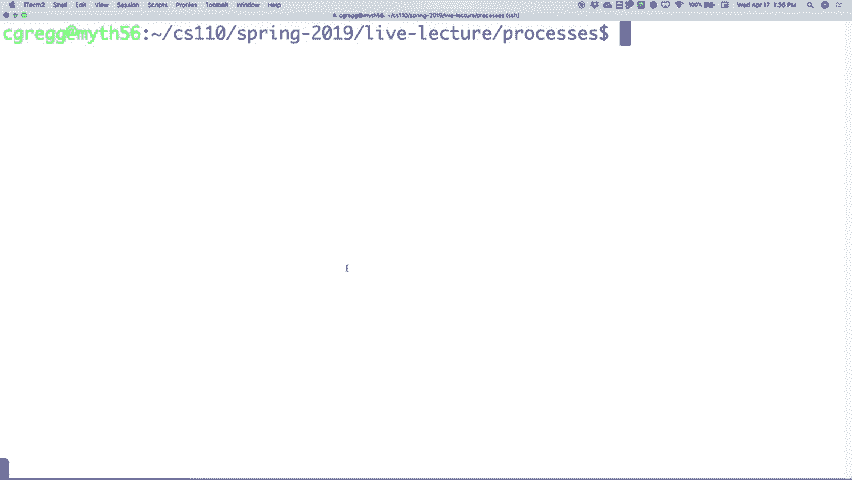 iTerm2 Shell Edit View Session Scripts Profiles Toolbelt Window Help 100% Wed Apr 17 1:56 PM
cgregg@myth56: ~/cs110/spring-2019/live-lecture/processes (ssh)
cgregg@myth56:~/cs110/spring-2019/live-lecture/processes$